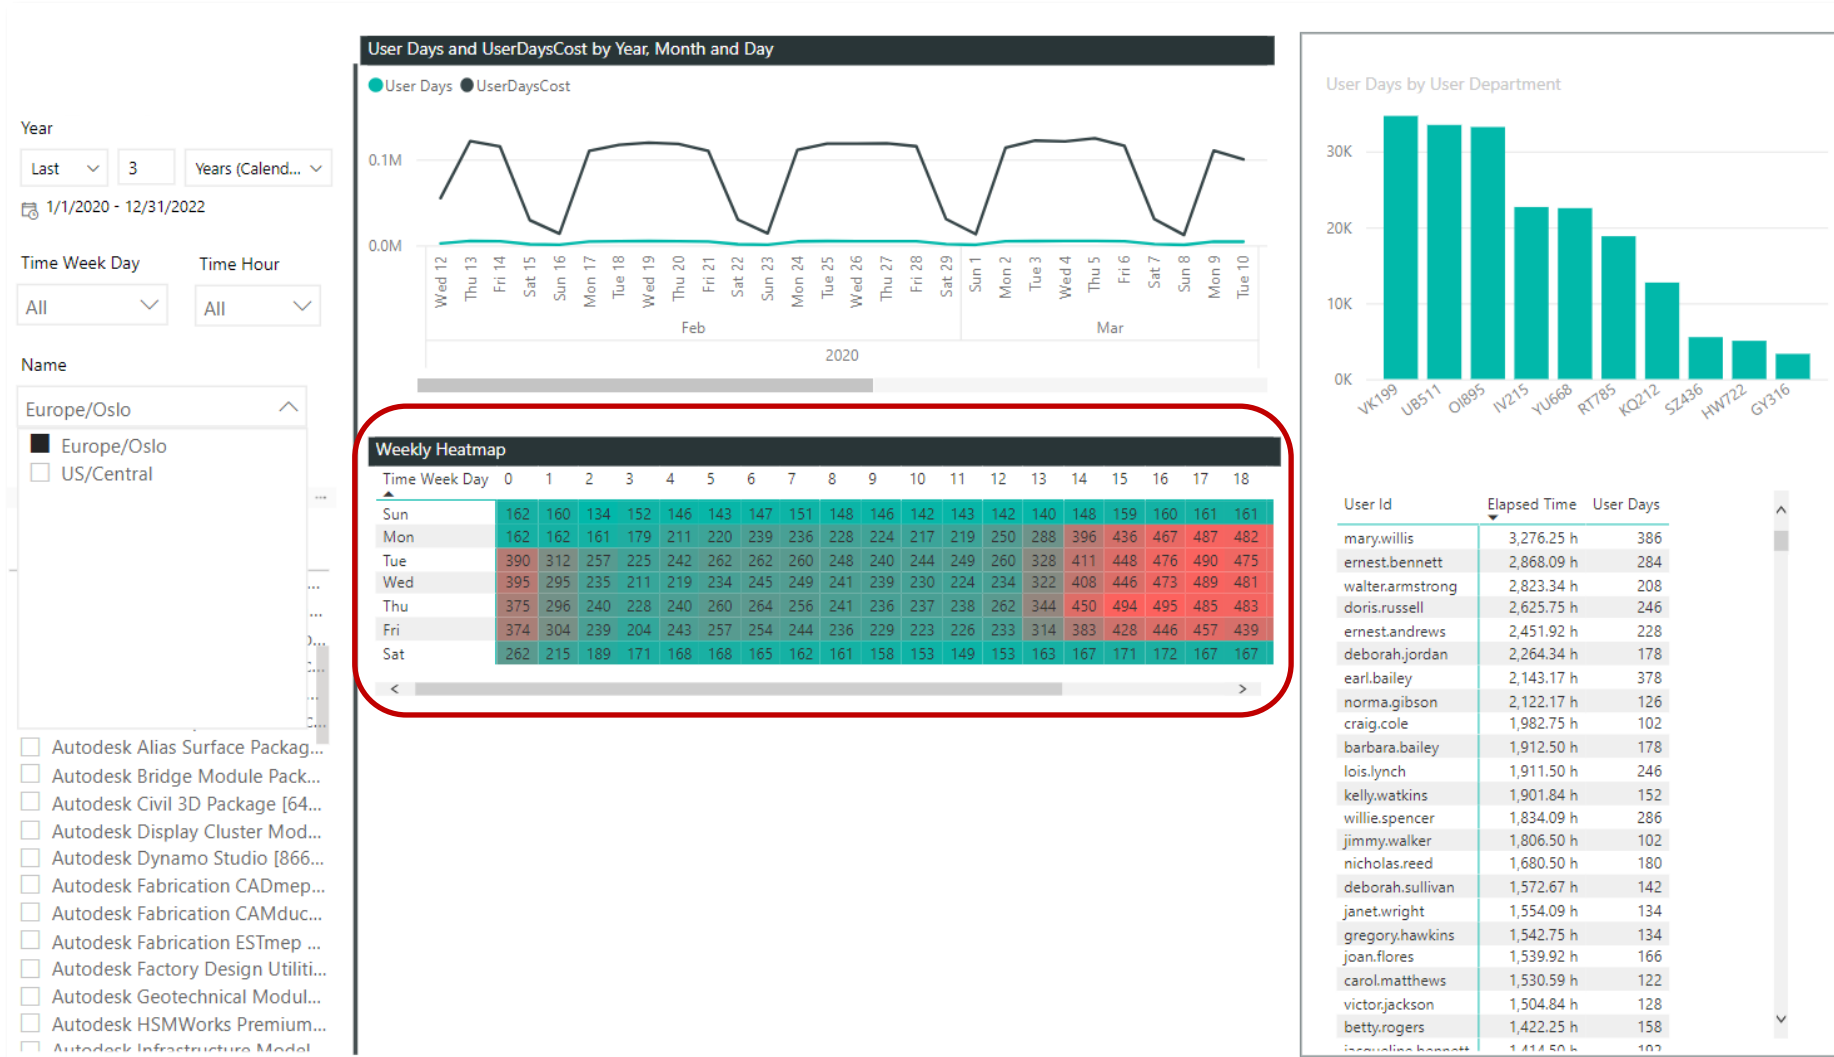 Year
Last 3 Years (Calend...
1/1/2020 - 12/31/2022
Time Week Day Time Hour
All All
Name
Europe/Oslo
Europe/Oslo
US/Central
Autodesk Alias Surface Packag...
Autodesk Bridge Module Pack...
Autodesk Civil 3D Package [64...
Autodesk Display Cluster Mod...
Autodesk Dynamo Studio [866...
Autodesk Fabrication CADmep...
Autodesk Fabrication CAMduc...
Autodesk Fabrication ESTmep ...
Autodesk Factory Design Utiliti...
Autodesk Geotechnical Modul...
Autodesk HSMWorks Premium...
Autodesk Infrastructure Model
User Days and UserDaysCost by Year, Month and Day
User Days UserDaysCost
0.1M
0.0M
Wed 12 Thu 13 Fri 14 Sat 15 Sun 16 Mon 17 Tue 18 Wed 19 Thu 20 Fri 21 Sat 22 Sun 23 Mon 24 Tue 25 Wed 26 Thu 27 Fri 28 Sat 29 Sun 1 Mon 2 Tue 3 Wed 4 Thu 5 Fri 6 Sat 7 Sun 8 Mon 9 Tue 10
Feb Mar
2020
Weekly Heatmap
Time Week Day 0 1 2 3 4 5 6 7 8 9 10 11 12 13 14 15 16 17 18
Sun 162 160 134 152 146 143 147 151 148 146 142 143 142 140 148 159 160 161 161
Mon 162 162 161 179 211 220 239 236 228 224 217 219 250 288 396 436 467 487 482
Tue 390 312 257 225 242 262 262 260 248 240 244 249 260 328 411 448 476 490 475
Wed 395 295 235 211 219 234 245 249 241 239 230 224 234 322 408 446 473 489 481
Thu 375 296 240 228 240 260 264 256 241 236 237 238 262 344 450 494 495 485 483
Fri 374 304 239 204 243 257 254 244 236 229 223 226 233 314 383 428 446 457 439
Sat 262 215 189 171 168 168 165 162 161 158 153 149 153 163 167 171 172 167 167
User Days by User Department
30K
20K
10K
0K
VK199 UB511 OI895 IV215 YU668 RT785 KQ212 SZ436 HW722 GY316
User Id Elapsed Time User Days
mary.willis 3,276.25 h 386
ernest.bennett 2,868.09 h 284
walter.armstrong 2,823.34 h 208
doris.russell 2,625.75 h 246
ernest.andrews 2,451.92 h 228
deborah.jordan 2,264.34 h 178
earl.bailey 2,143.17 h 378
norma.gibson 2,122.17 h 126
craig.cole 1,982.75 h 102
barbara.bailey 1,912.50 h 178
lois.lynch 1,911.50 h 246
kelly.watkins 1,901.84 h 152
willie.spencer 1,834.09 h 286
jimmy.walker 1,806.50 h 102
nicholas.reed 1,680.50 h 180
deborah.sullivan 1,572.67 h 142
janet.wright 1,554.09 h 134
gregory.hawkins 1,542.75 h 134
joan.flores 1,539.92 h 166
carol.matthews 1,530.59 h 122
victor.jackson 1,504.84 h 128
betty.rogers 1,422.25 h 158
jacqueline.bennett 1,414.50 h 192